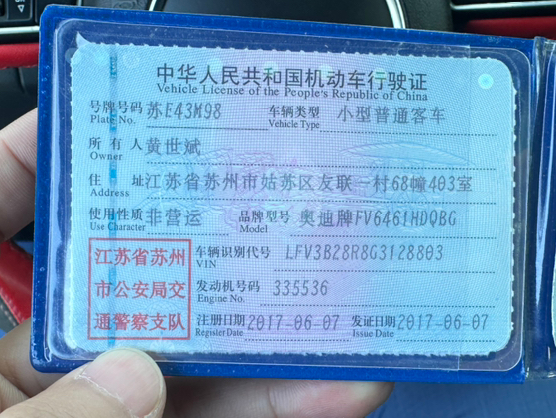 中华人民共和国机动车行驶证
Vehicle License of the People's Republic of China
号牌号码 苏E43M98 车辆类型 小型普通客车
Plate No. Vehicle Type
所有人 黄世斌
Owner
住址 江苏省苏州市姑苏区友联一村68幢403室
Address
使用性质 非营运 品牌型号 奥迪牌FV6461HDQBG
Use Character Model
江苏省苏州 车辆识别代号 LFV3B28R8G3128803
VIN
市公安局交 发动机号码 335536
Engine No.
通警察支队 注册日期 2017-06-07 发证日期 2017-06-07
Register Date Issue Date